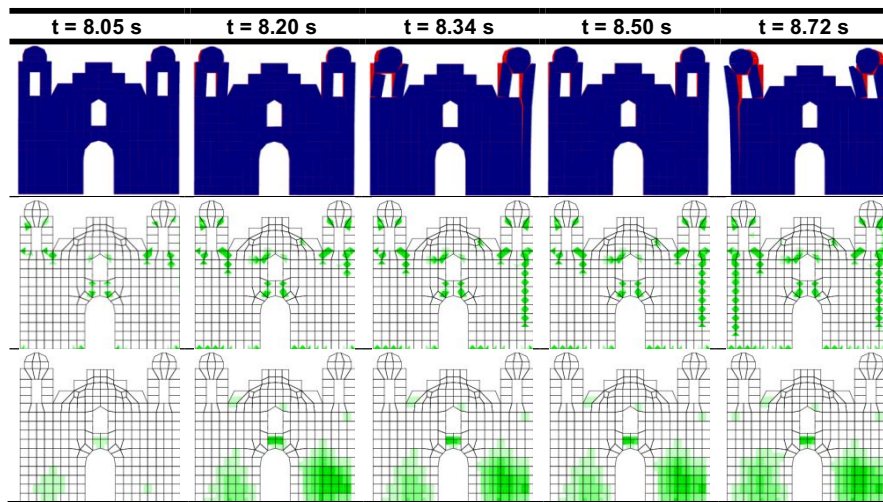 t = 8.05 s t = 8.20 s t = 8.34 s t = 8.50 s t = 8.72 s